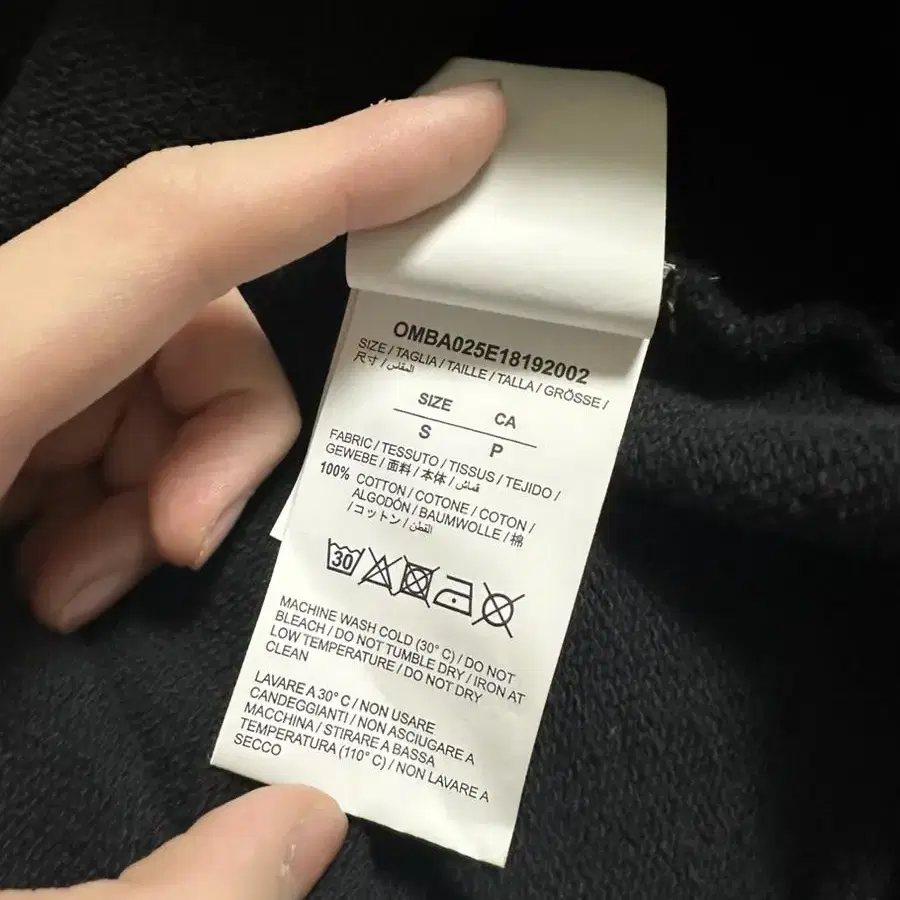 OMBA025E18192002
SIZE / TAGLIA / TAILLE / TALLA / GRÖSSE /
尺寸 / المقاس
SIZE CA
S P
FABRIC / TESSUTO / TISSUS / TEJIDO /
GEWEBE / 面料 / 本体 / قماش
100% COTTON / COTONE / COTON /
ALGODÓN / BAUMWOLLE / 棉
/ コットン / القطن
30
MACHINE WASH COLD (30° C) / DO NOT
BLEACH / DO NOT TUMBLE DRY / IRON AT
LOW TEMPERATURE / DO NOT DRY
CLEAN
LAVARE A 30° C / NON USARE
CANDEGGIANTI / NON ASCIUGARE A
MACCHINA / STIRARE A BASSA
TEMPERATURA (110° C) / NON LAVARE A
SECCO